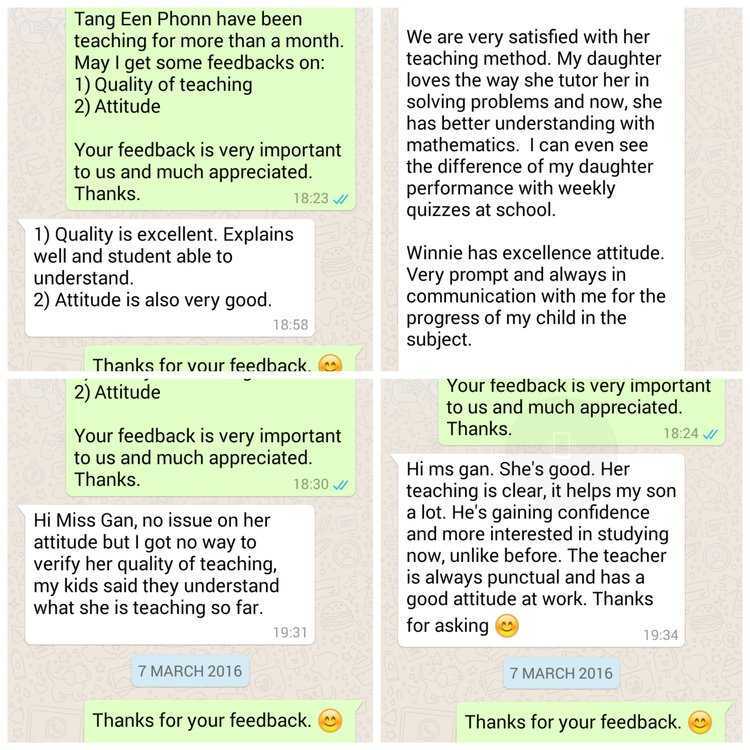 Tang Een Phonn have been
teaching for more than a month.
May I get some feedbacks on:
1) Quality of teaching
2) Attitude
Your feedback is very important
to us and much appreciated.
Thanks.
18:23
1) Quality is excellent. Explains
well and student able to
understand.
2) Attitude is also very good.
18:58
Thanks for your feedback. 😊
We are very satisfied with her
teaching method. My daughter
loves the way she tutor her in
solving problems and now, she
has better understanding with
mathematics. I can even see
the difference of my daughter
performance with weekly
quizzes at school.
Winnie has excellence attitude.
Very prompt and always in
communication with me for the
progress of my child in the
subject.
2) Attitude
Your feedback is very important
to us and much appreciated.
Thanks.
18:30
Hi Miss Gan, no issue on her
attitude but I got no way to
verify her quality of teaching,
my kids said they understand
what she is teaching so far.
19:31
7 MARCH 2016
Thanks for your feedback. 😊
Your feedback is very important
to us and much appreciated.
Thanks.
18:24
Hi ms gan. She's good. Her
teaching is clear, it helps my son
a lot. He's gaining confidence
and more interested in studying
now, unlike before. The teacher
is always punctual and has a
good attitude at work. Thanks
for asking 😊
19:34
7 MARCH 2016
Thanks for your feedback. 😊